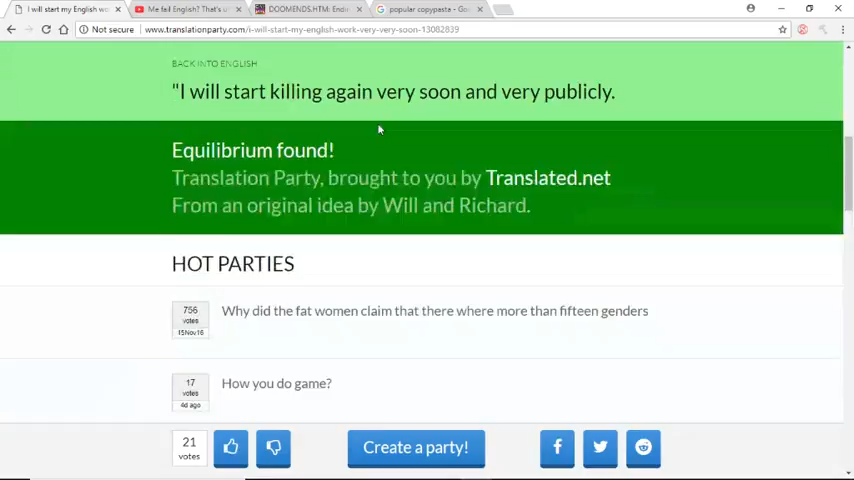 I will start my English wo
Me fail English? That's u
DOOMENDS.HTM: Endin
popular copypasta - Goo
Not secure | www.translationparty.com/i-will-start-my-english-work-very-very-soon-13082839
BACK INTO ENGLISH
"I will start killing again very soon and very publicly.
Equilibrium found!
Translation Party, brought to you by Translated.net
From an original idea by Will and Richard.
HOT PARTIES
756
votes
15Nov16
Why did the fat women claim that there where more than fifteen genders
17
votes
4d ago
How you do game?
21
votes
Create a party!